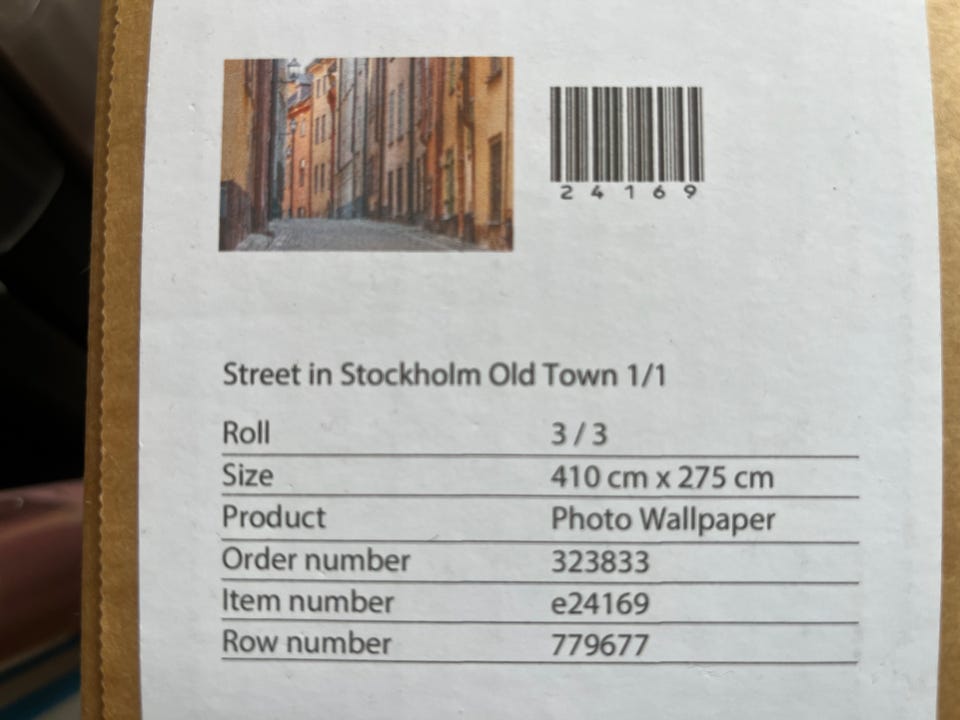 24169
Street in Stockholm Old Town 1/1
Roll 3 / 3
Size 410 cm x 275 cm
Product Photo Wallpaper
Order number 323833
Item number e24169
Row number 779677